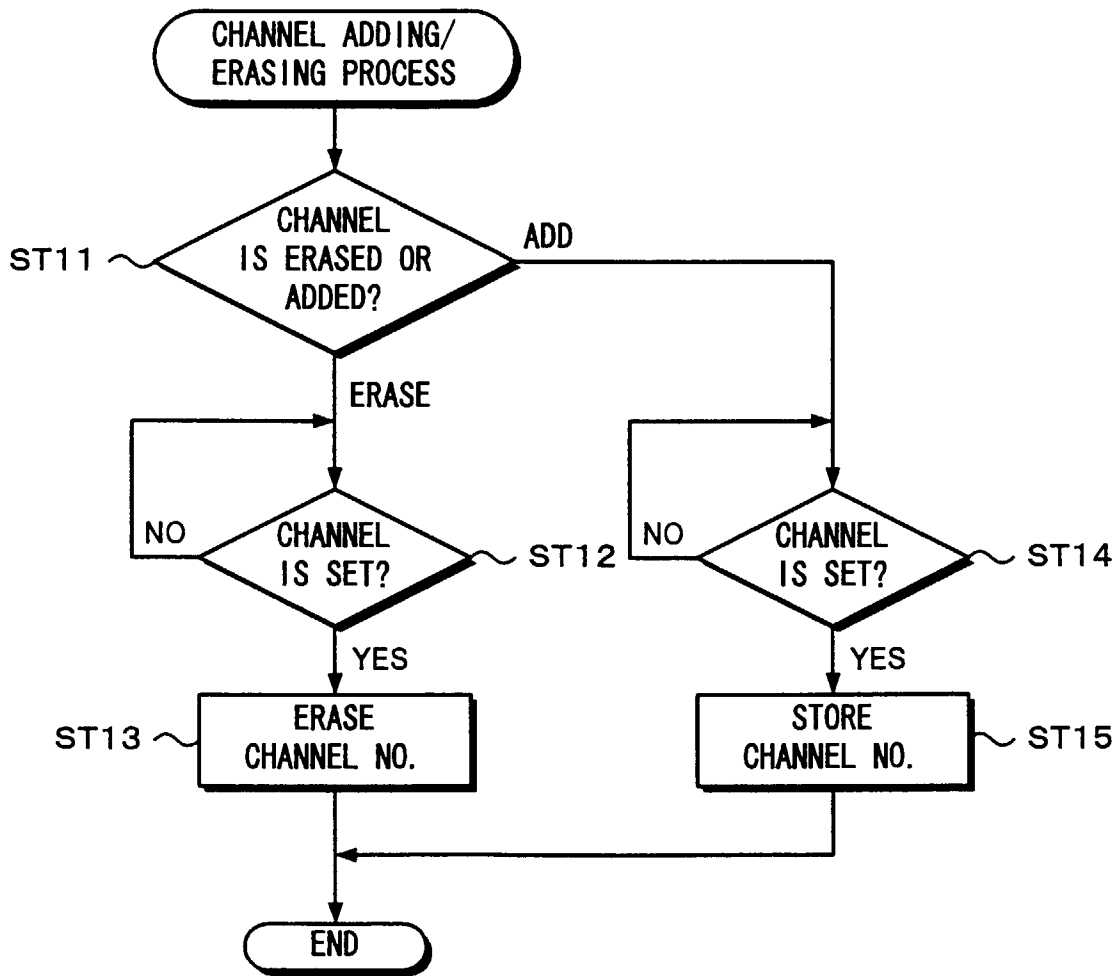 CHANNEL ADDING/
ERASING PROCESS
CHANNEL
IS ERASED OR
ADDED?
ST11
ADD
ERASE
NO
CHANNEL
IS SET?
ST12
NO
CHANNEL
IS SET?
ST14
YES
YES
ST13
ERASE
CHANNEL NO.
STORE
CHANNEL NO.
ST15
END